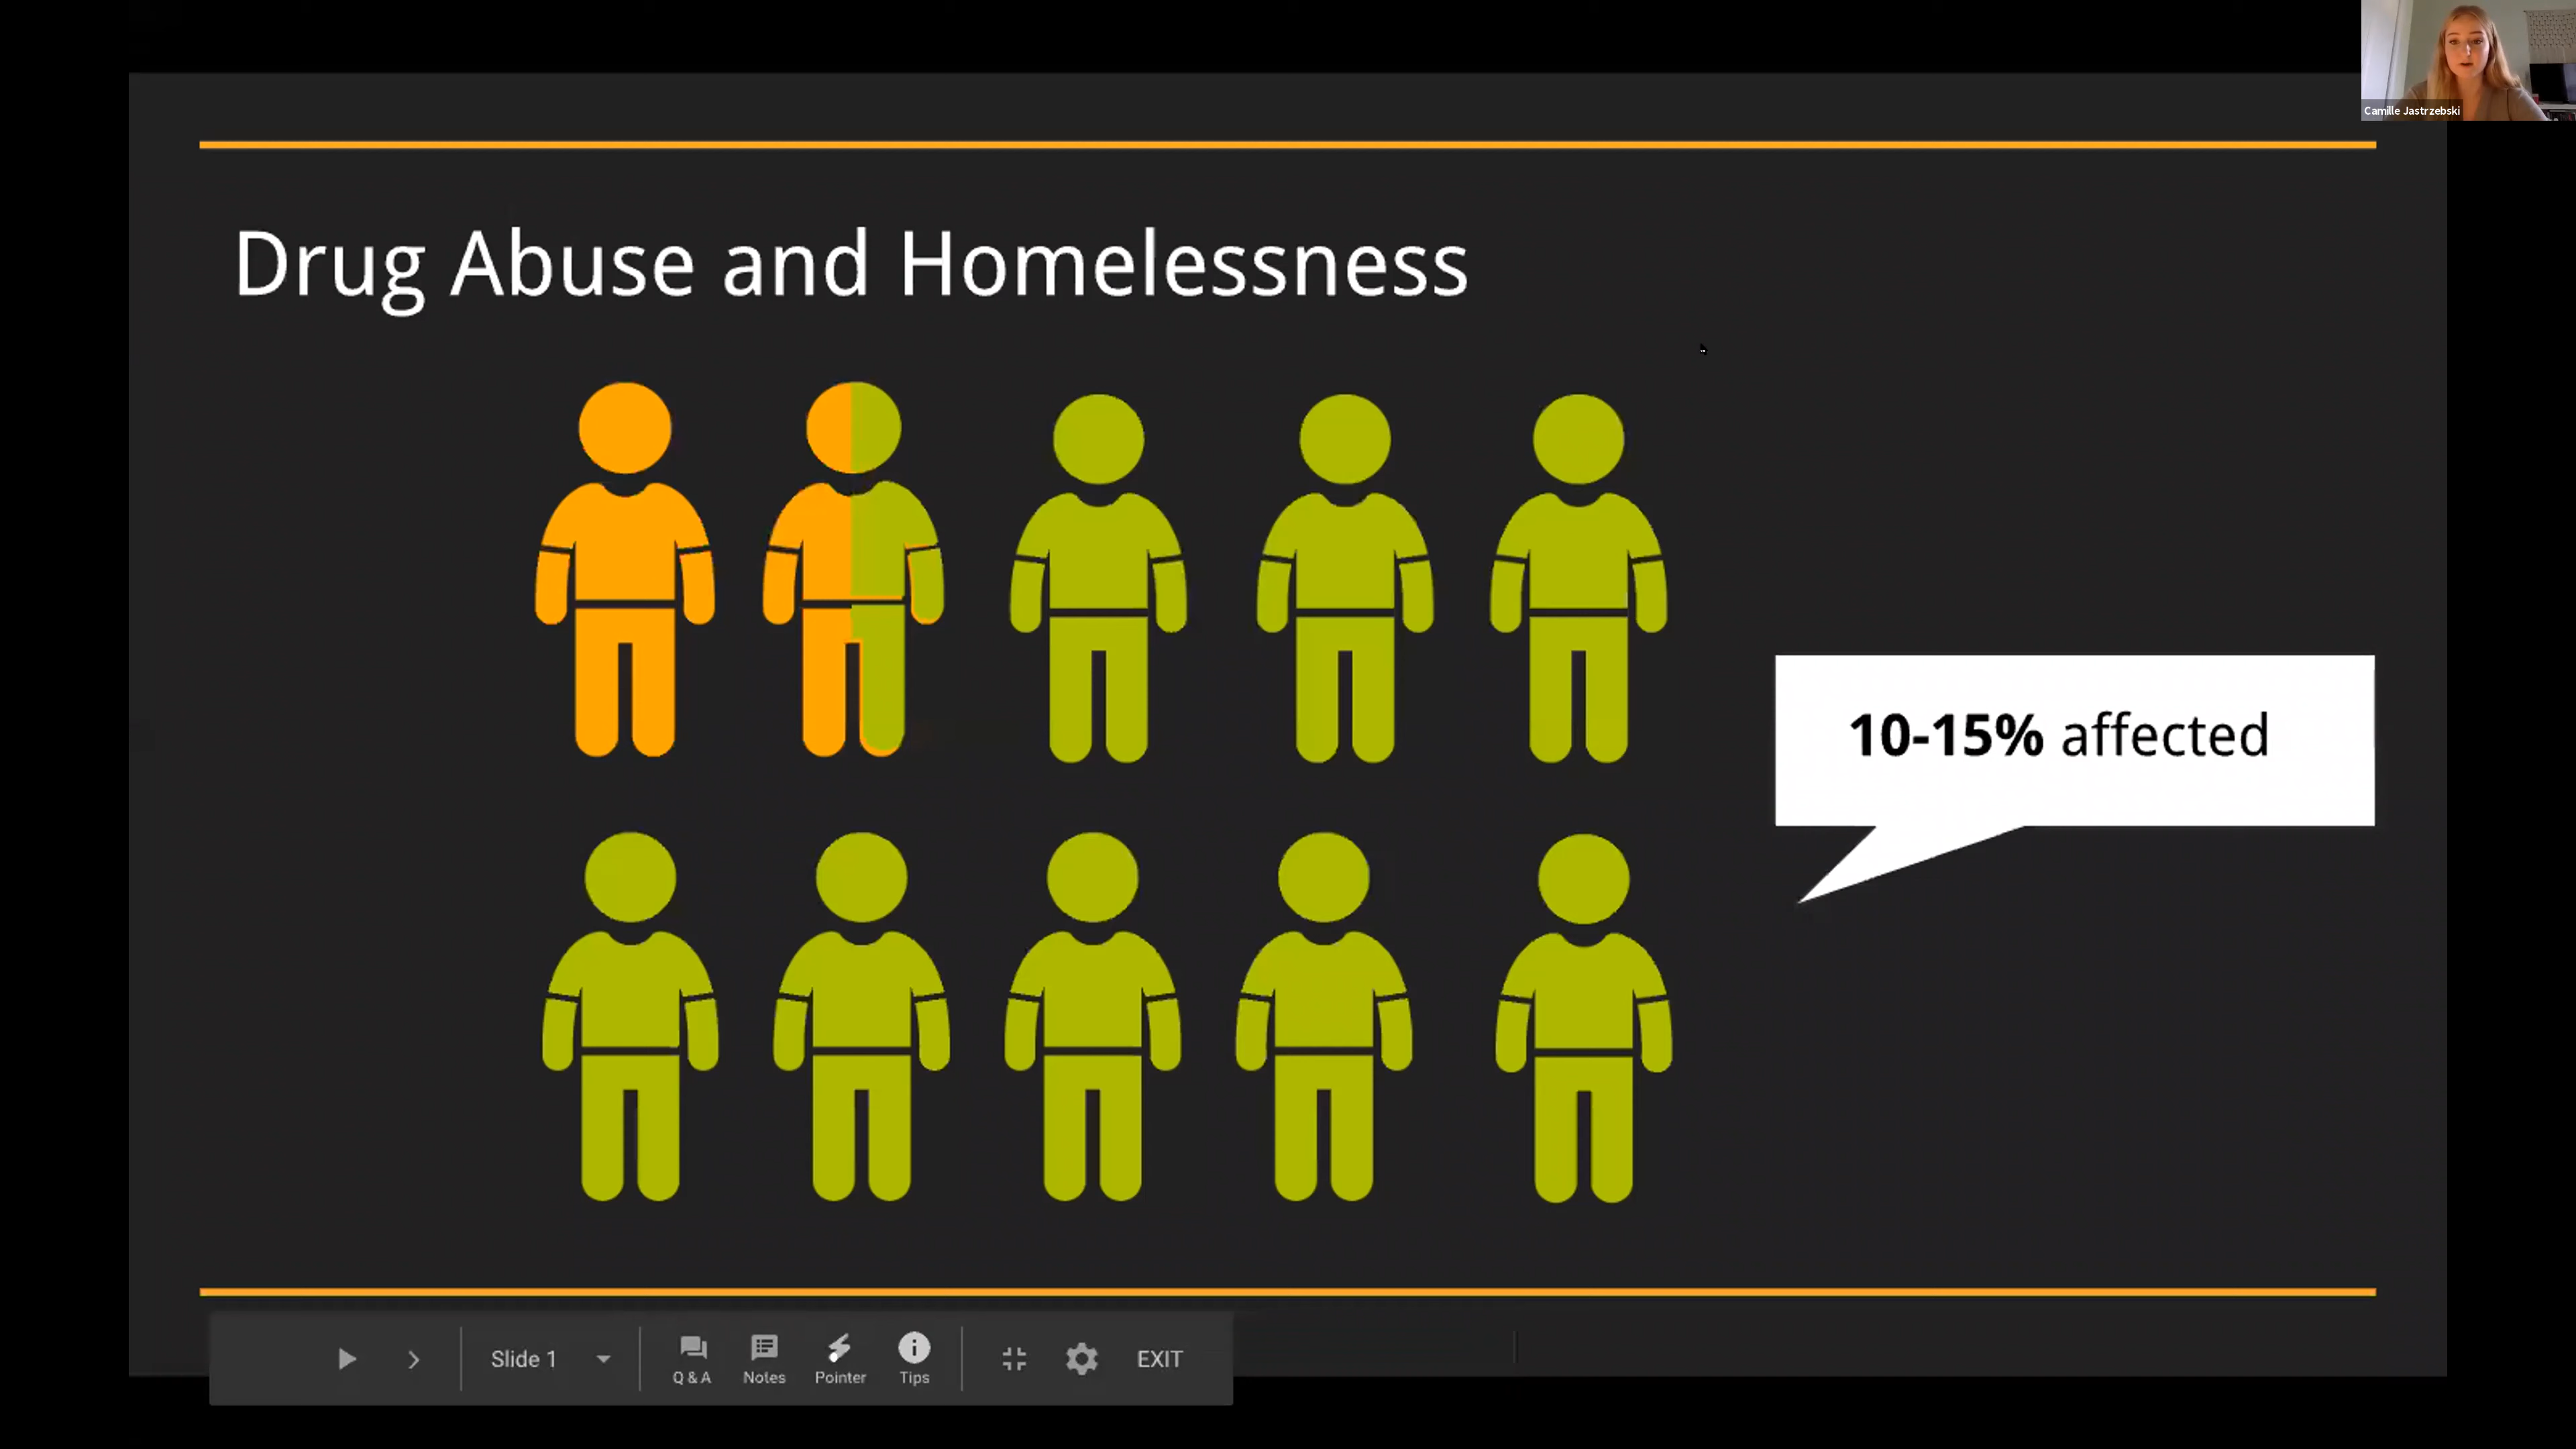 Camille Jastrzebski
Drug Abuse and Homelessness
10-15% affected
Slide 1
Q & A
Notes
Pointer
Tips
EXIT